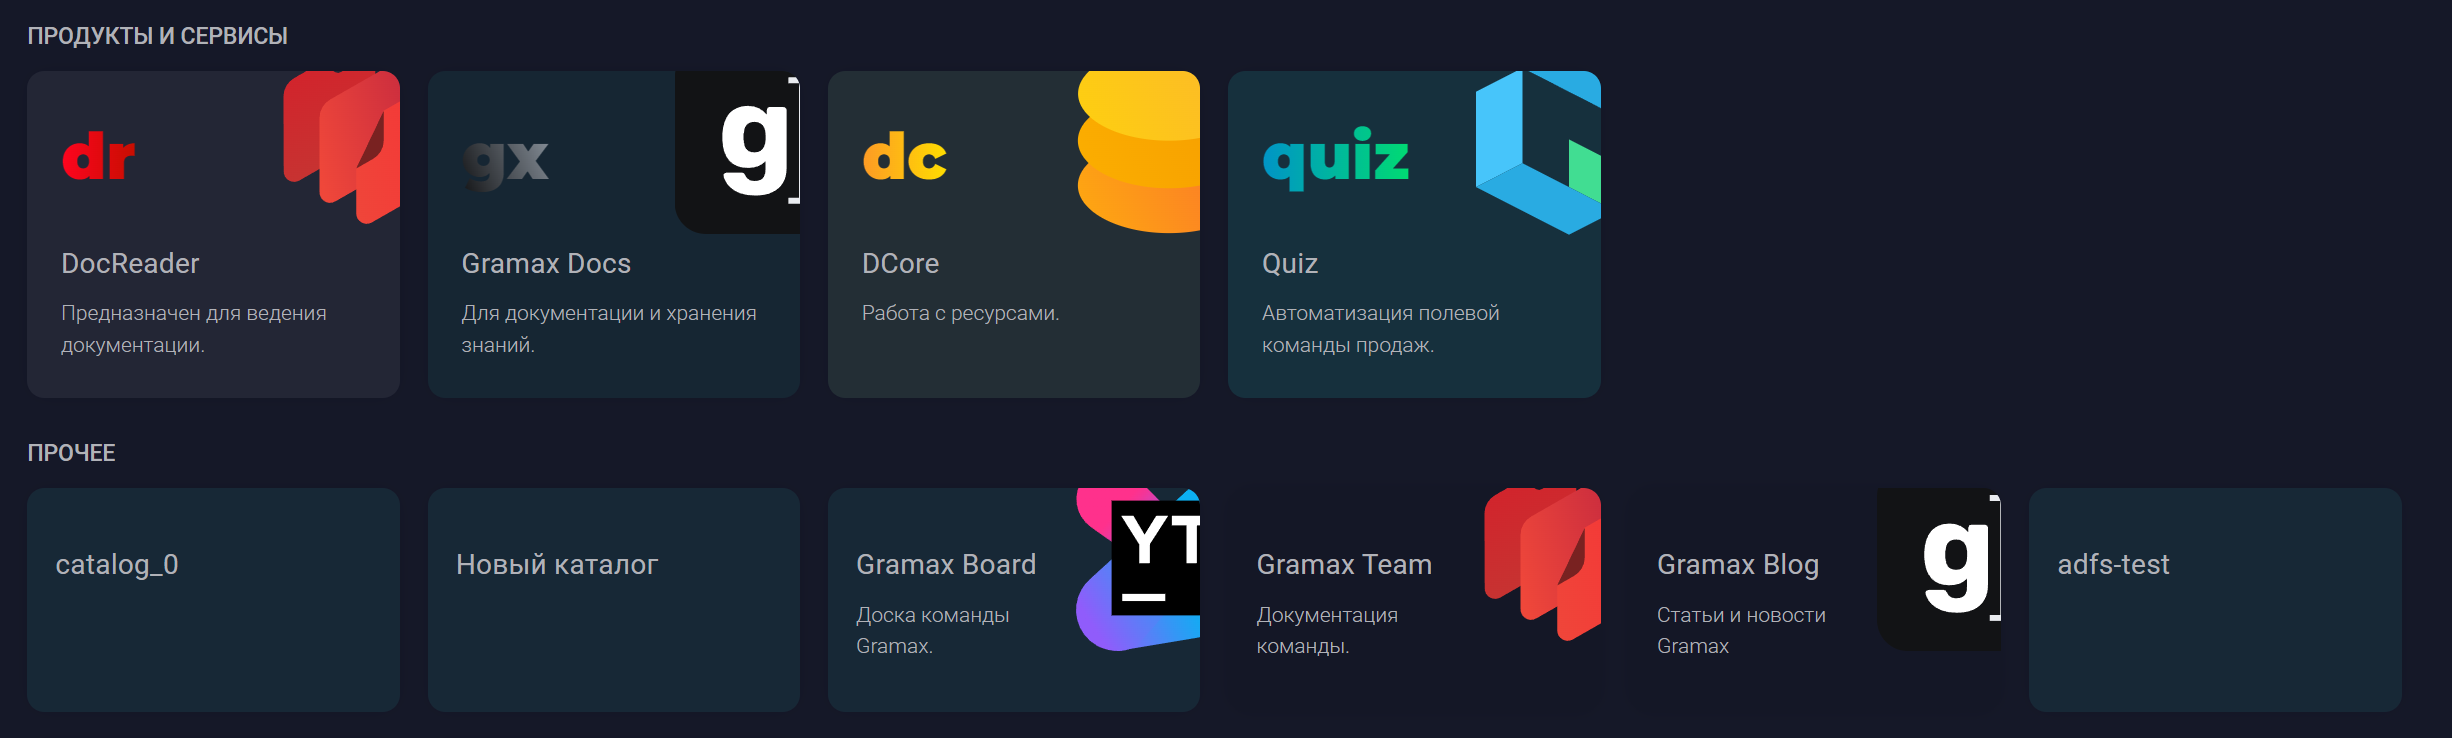 ПРОДУКТЫ И СЕРВИСЫ
dr
g
DocReader
Предназначен для ведения
документации.
gx
Gramax Docs
Для документации и хранения
знаний.
dc
DCore
Работа с ресурсами.
quiz
Quiz
Автоматизация полевой
команды продаж.
ПРОЧЕЕ
catalog_0
Новый каталог
YT
Gramax Board
Доска команды
Gramax.
Gramax Team
Документация
команды.
g
Gramax Blog
Статьи и новости
Gramax
adfs-test